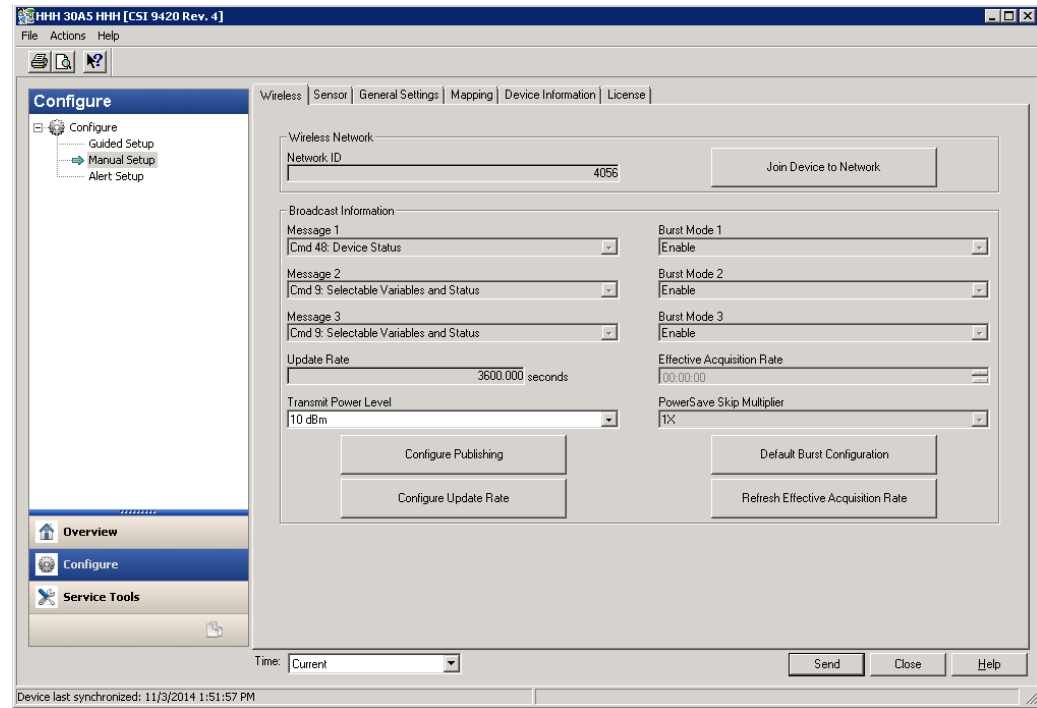 HHH 30A5 HHH [CSI 9420 Rev. 4]
File Actions Help
Configure
Configure
Guided Setup
Manual Setup
Alert Setup
Overview
Configure
Service Tools
Wireless Sensor General Settings Mapping Device Information License
Wireless Network
Network ID
4056
Join Device to Network
Broadcast Information
Message 1 Burst Mode 1
Cmd 48: Device Status Enable
Message 2 Burst Mode 2
Cmd 9: Selectable Variables and Status Enable
Message 3 Burst Mode 3
Cmd 9: Selectable Variables and Status Enable
Update Rate Effective Acquisition Rate
3600.000 seconds 00:00:00
Transmit Power Level PowerSave Skip Multiplier
10 dBm 1X
Configure Publishing Default Burst Configuration
Configure Update Rate Refresh Effective Acquisition Rate
Time: Current Send Close Help
Device last synchronized: 11/3/2014 1:51:57 PM